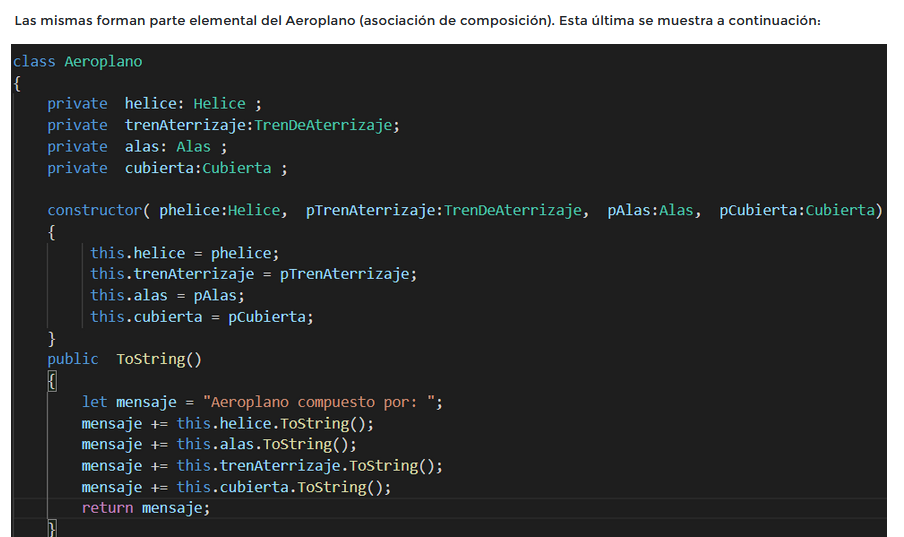 Las mismas forman parte elemental del Aeroplano (asociación de composición). Esta última se muestra a continuación:
class Aeroplano
{
private helice: Helice ;
private trenAterrizaje:TrenDeAterrizaje;
private alas: Alas ;
private cubierta:Cubierta ;
constructor( phelice:Helice, pTrenAterrizaje:TrenDeAterrizaje, pAlas:Alas, pCubierta:Cubierta)
{
this.helice = phelice;
this.trenAterrizaje = pTrenAterrizaje;
this.alas = pAlas;
this.cubierta = pCubierta;
}
public ToString()
{
let mensaje = "Aeroplano compuesto por: ";
mensaje += this.helice.ToString();
mensaje += this.alas.ToString();
mensaje += this.trenAterrizaje.ToString();
mensaje += this.cubierta.ToString();
return mensaje;
}